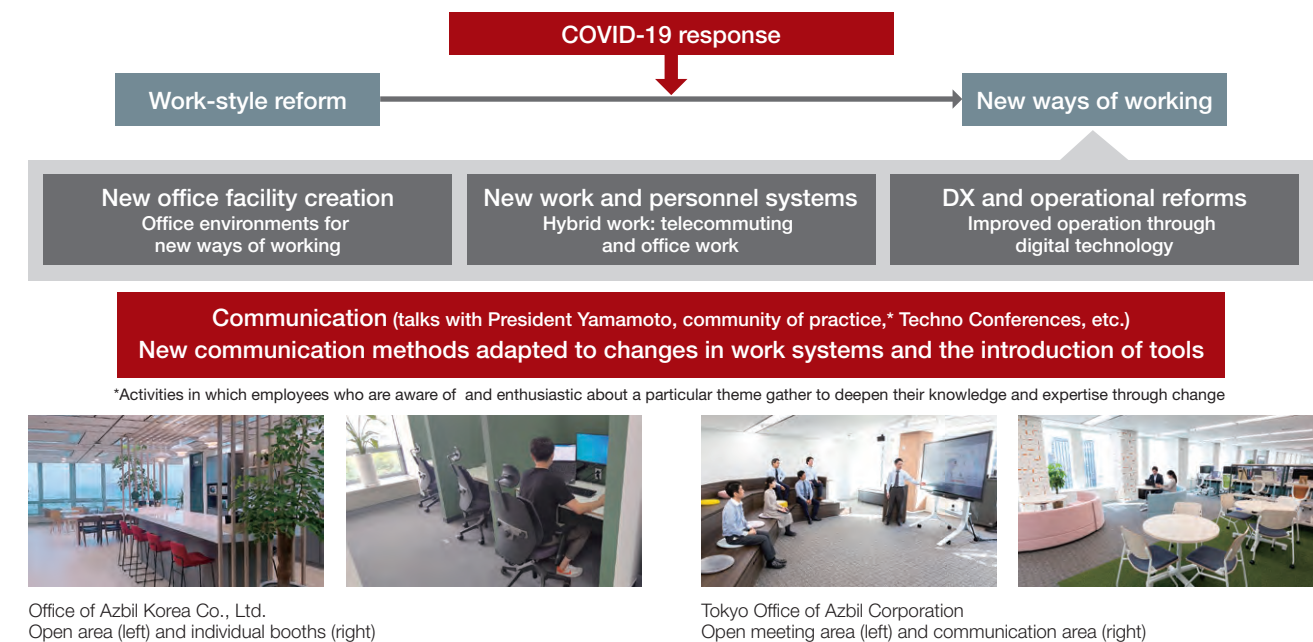 COVID-19 response
Work-style reform
New ways of working
New office facility creation
Office environments for
new ways of working
New work and personnel systems
Hybrid work: telecommuting
and office work
DX and operational reforms
Improved operation through
digital technology
Communication (talks with President Yamamoto, community of practice,* Techno Conferences, etc.)
New communication methods adapted to changes in work systems and the introduction of tools
*Activities in which employees who are aware of and enthusiastic about a particular theme gather to deepen their knowledge and expertise through change
Office of Azbil Korea Co., Ltd.
Open area (left) and individual booths (right)
Tokyo Office of Azbil Corporation
Open meeting area (left) and communication area (right)